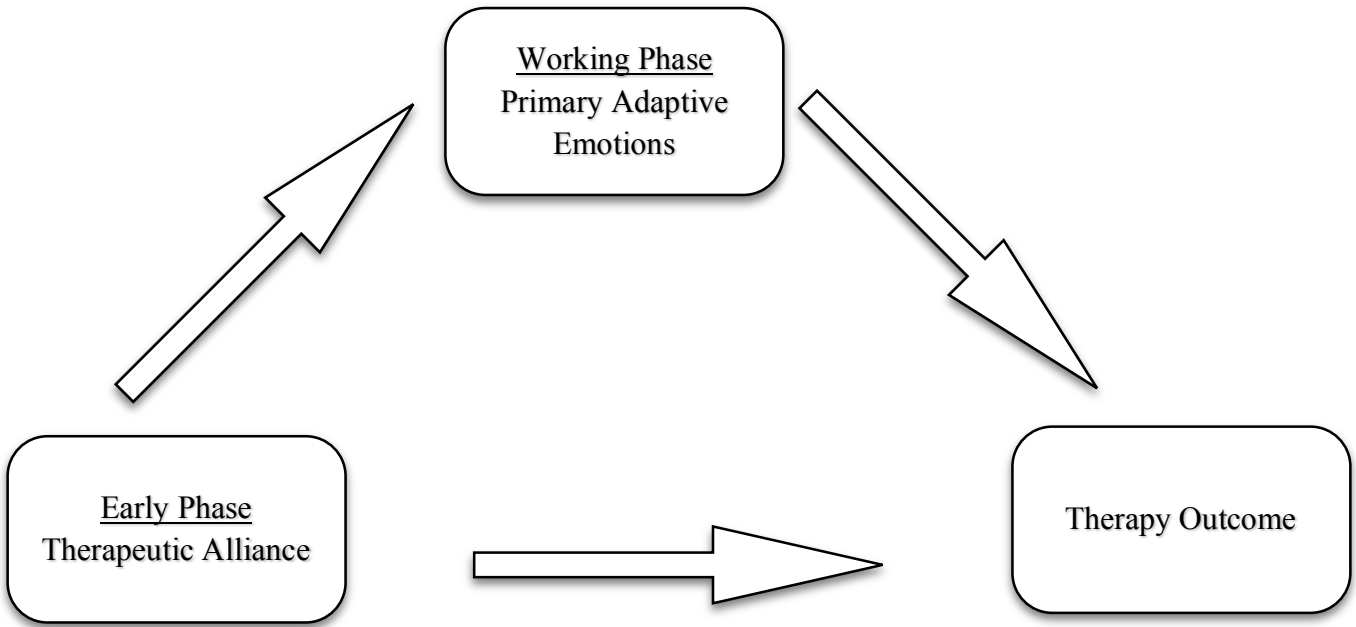 Working Phase
Primary Adaptive
Emotions
Early Phase
Therapeutic Alliance
Therapy Outcome